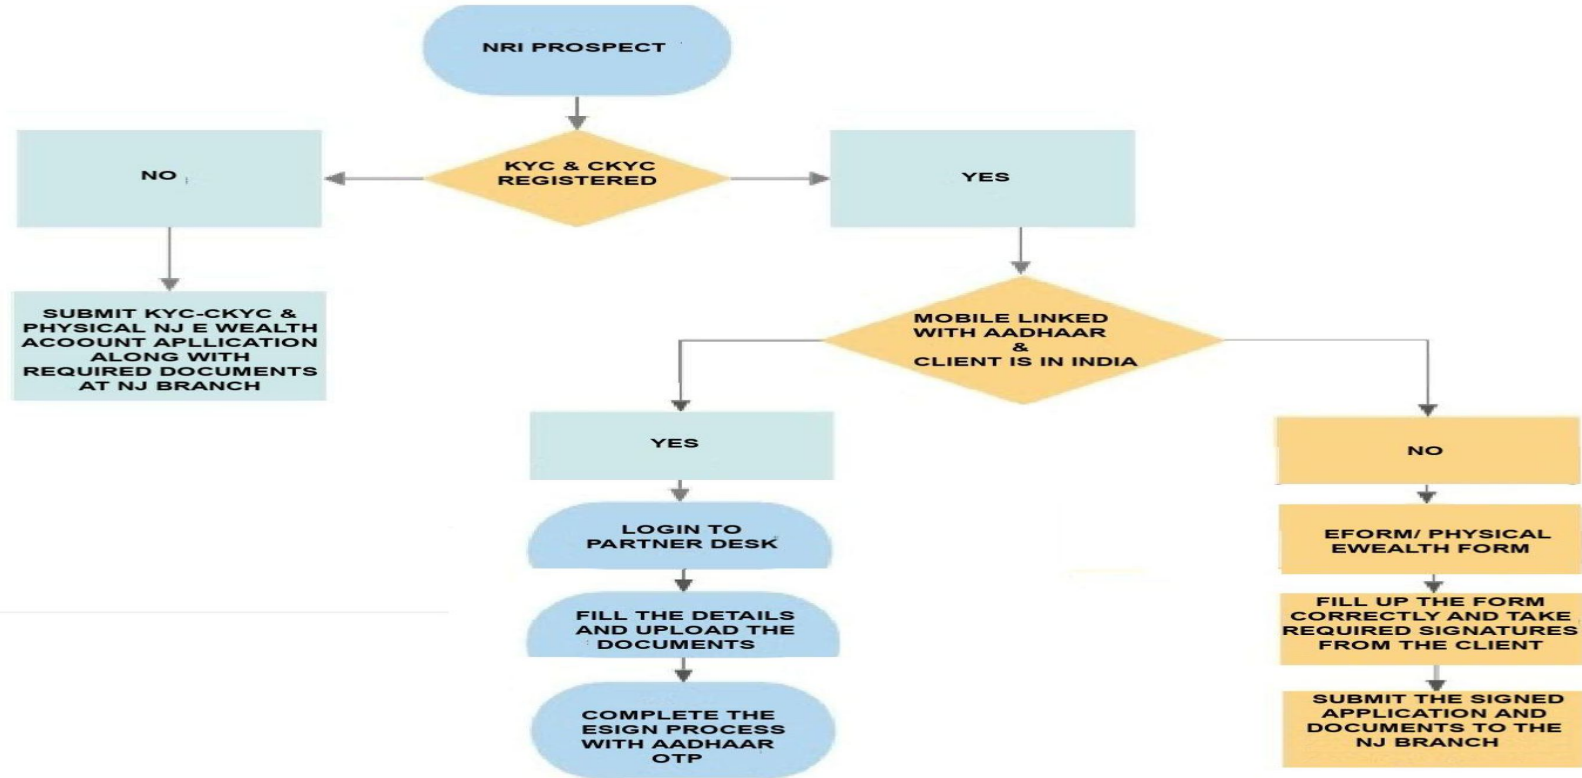 NRI PROSPECT
KYC & CKYC
REGISTERED
NO
YES
SUBMIT KYC-CKYC &
PHYSICAL NJ E WEALTH
ACOOUNT APLLICATION
ALONG WITH
REQUIRED DOCUMENTS
AT NJ BRANCH
MOBILE LINKED
WITH AADHAAR
&
CLIENT IS IN INDIA
YES
LOGIN TO
PARTNER DESK
FILL THE DETAILS
AND UPLOAD THE
DOCUMENTS
COMPLETE THE
ESIGN PROCESS
WITH AADHAAR
OTP
NO
EFORM/ PHYSICAL
EWEALTH FORM
FILL UP THE FORM
CORRECTLY AND TAKE
REQUIRED SIGNATURES
FROM THE CLIENT
SUBMIT THE SIGNED
APPLICATION AND
DOCUMENTS TO THE
NJ BRANCH